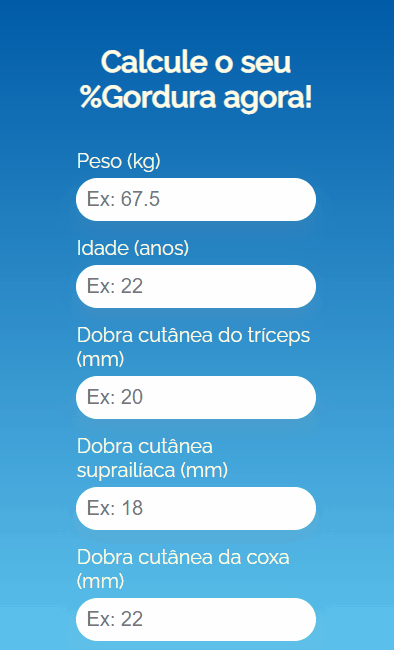 Calcule o seu
%Gordura agora!
Peso (kg)
Ex: 67.5
Idade (anos)
Ex: 22
Dobra cutânea do tríceps
(mm)
Ex: 20
Dobra cutânea
suprailíaca (mm)
Ex: 18
Dobra cutânea da coxa
(mm)
Ex: 22